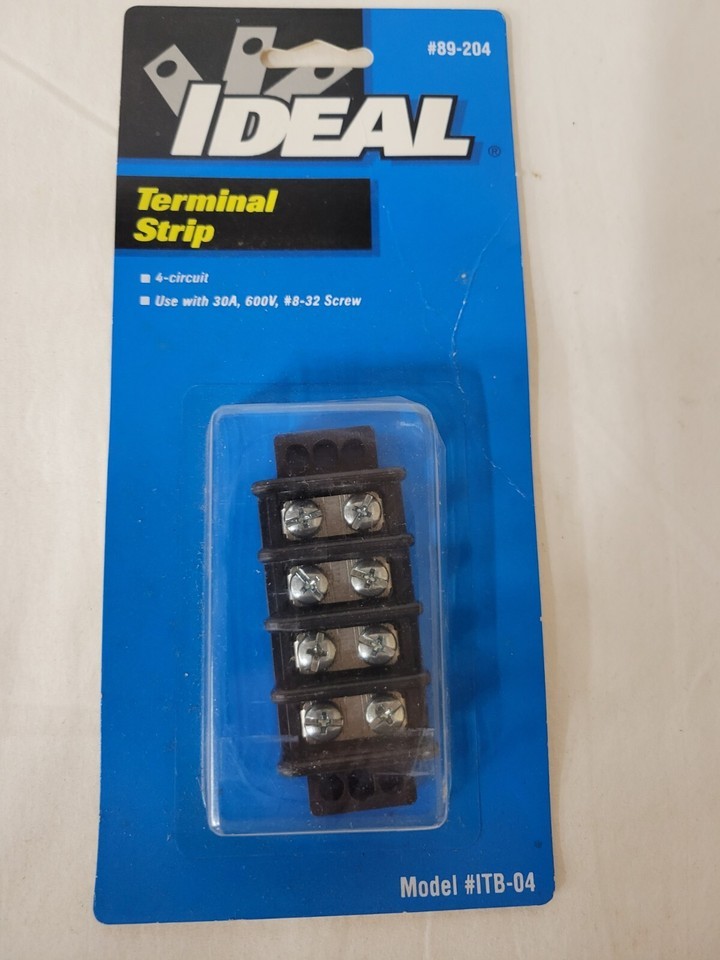 #89-204
IDEAL®
Terminal
Strip
■ 4-circuit
■ Use with 30A, 600V, #8-32 Screw
Model #ITB-04